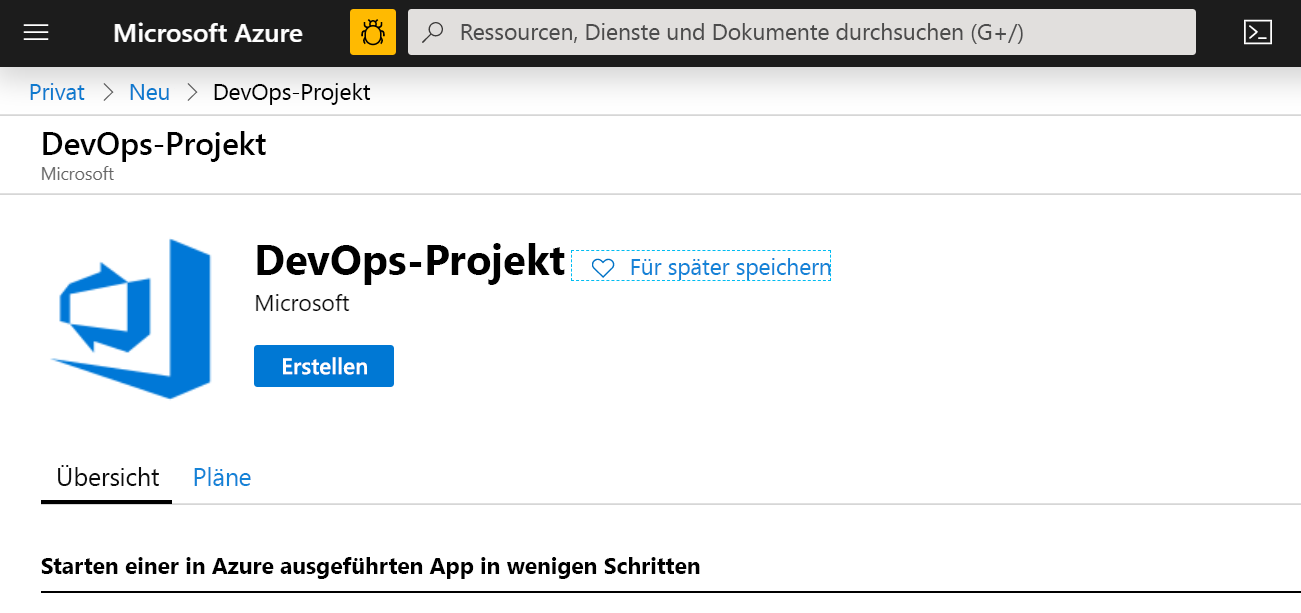 Microsoft Azure
Ressourcen, Dienste und Dokumente durchsuchen (G+/)
Privat > Neu > DevOps-Projekt
DevOps-Projekt
Microsoft
DevOps-Projekt
Für später speichern
Microsoft
Erstellen
Übersicht Pläne
Starten einer in Azure ausgeführten App in wenigen Schritten